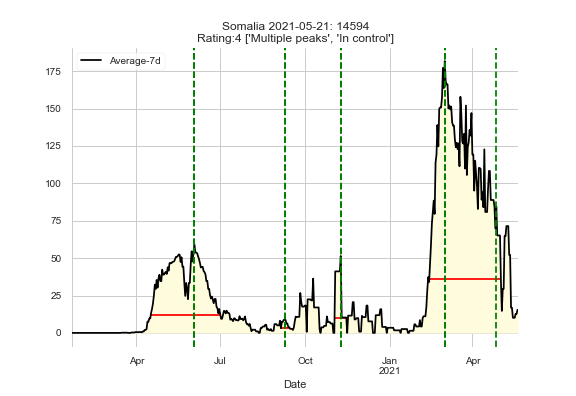 Somalia 2021-05-21: 14594
Rating:4 ['Multiple peaks', 'In control']
Average-7d
175
150
125
100
75
50
25
0
Apr Jul Oct Jan Apr
2021
Date